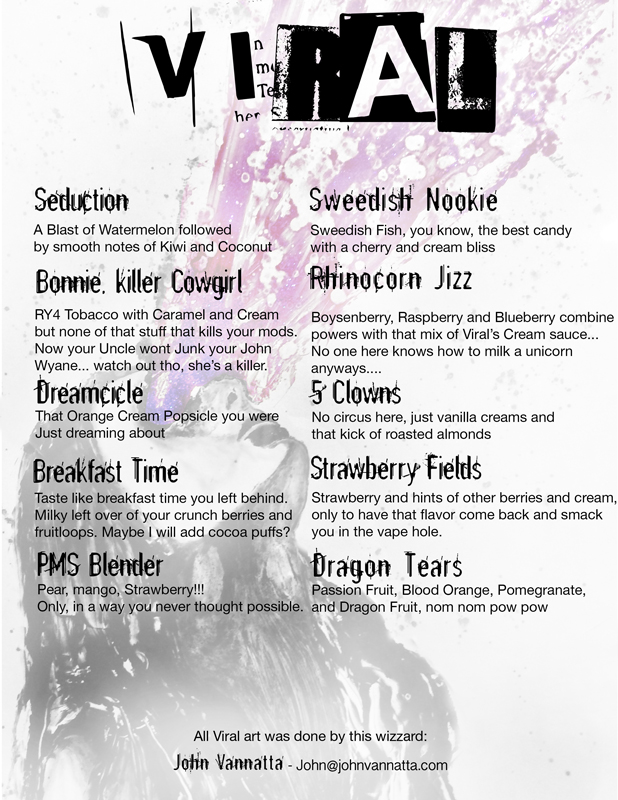 VIRAL
n
Te
her S
Seduction
A Blast of Watermelon followed
by smooth notes of Kiwi and Coconut
Bonnie, killer Cowgirl
RY4 Tobacco with Caramel and Cream
but none of that stuff that kills your mods.
Now your Uncle wont Junk your John
Wyane... watch out tho, she's a killer.
Dreamcicle
That Orange Cream Popsicle you were
Just dreaming about
Breakfast Time
Taste like breakfast time you left behind.
Milky left over of your crunch berries and
fruitloops. Maybe I will add cocoa puffs?
PMS Blender
Pear, mango, Strawberry!!!
Only, in a way you never thought possible.
Sweedish Nookie
Sweedish Fish, you know, the best candy
with a cherry and cream bliss
Rhinocorn Jizz
Boysenberry, Raspberry and Blueberry combine
powers with that mix of Viral's Cream sauce...
No one here knows how to milk a unicorn
anyways....
5 Clowns
No circus here, just vanilla creams and
that kick of roasted almonds
Strawberry Fields
Strawberry and hints of other berries and cream,
only to have that flavor come back and smack
you in the vape hole.
Dragon Tears
Passion Fruit, Blood Orange, Pomegranate,
and Dragon Fruit, nom nom pow pow
All Viral art was done by this wizzard:
John Vannatta - John@johnvannatta.com